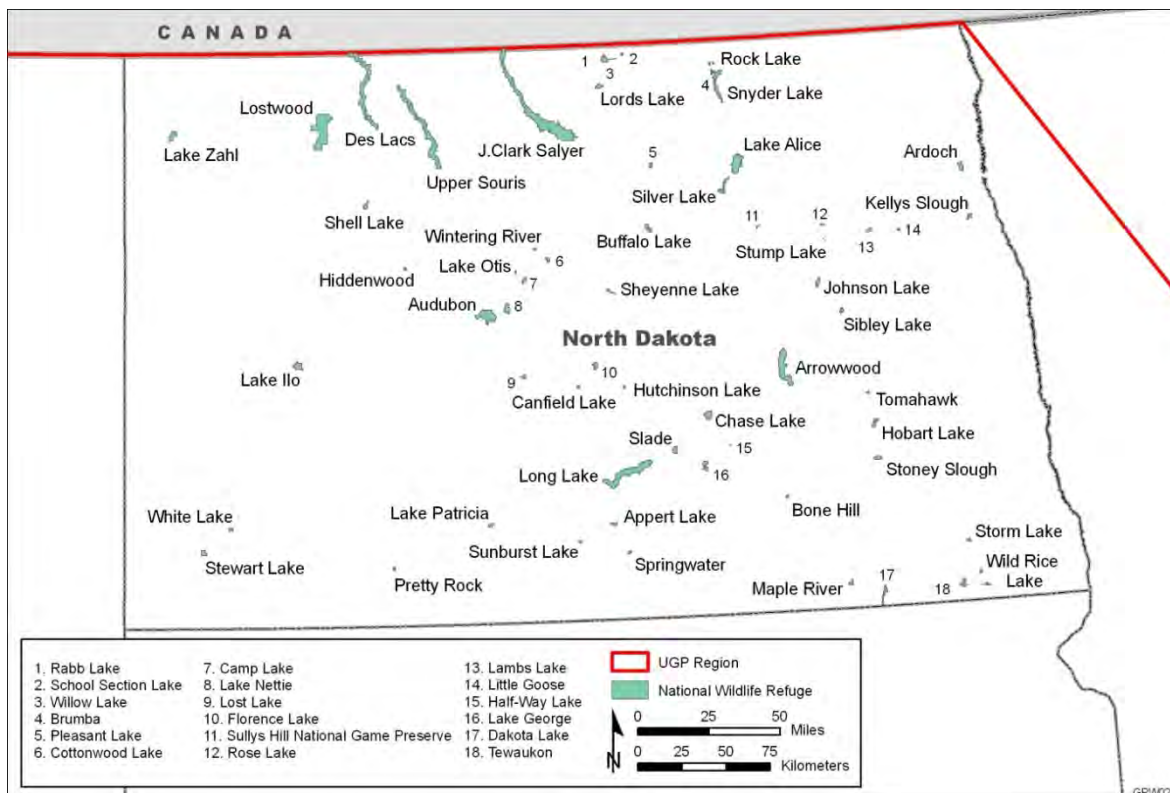 CANADA
1
2
Rock Lake
3
4
Lords Lake
Snyder Lake
Lostwood
Des Lacs
J.Clark Salyer
Lake Zahl
Lake Alice
Ardoch
5
Upper Souris
Silver Lake
Kellys Slough
Shell Lake
11
12
Wintering River
Buffalo Lake
Stump Lake
13
14
Lake Otis
6
Hiddenwood
7
Sheyenne Lake
Johnson Lake
Audubon
8
Sibley Lake
North Dakota
Lake Ilo
9
10
Arrowwood
Canfield Lake
Hutchinson Lake
Tomahawk
Chase Lake
Hobart Lake
Slade
15
Long Lake
16
Stoney Slough
White Lake
Lake Patricia
Appert Lake
Bone Hill
Storm Lake
Stewart Lake
Sunburst Lake
Springwater
Wild Rice
Lake
Pretty Rock
Maple River
17
18
1. Rabb Lake
2. School Section Lake
3. Willow Lake
4. Brumba
5. Pleasant Lake
6. Cottonwood Lake
7. Camp Lake
8. Lake Nettie
9. Lost Lake
10. Florence Lake
11. Sullys Hill National Game Preserve
12. Rose Lake
13. Lambs Lake
14. Little Goose
15. Half-Way Lake
16. Lake George
17. Dakota Lake
18. Tewaukon
UGP Region
National Wildlife Refuge
0 25 50
Miles
N
0 25 50 75
Kilometers